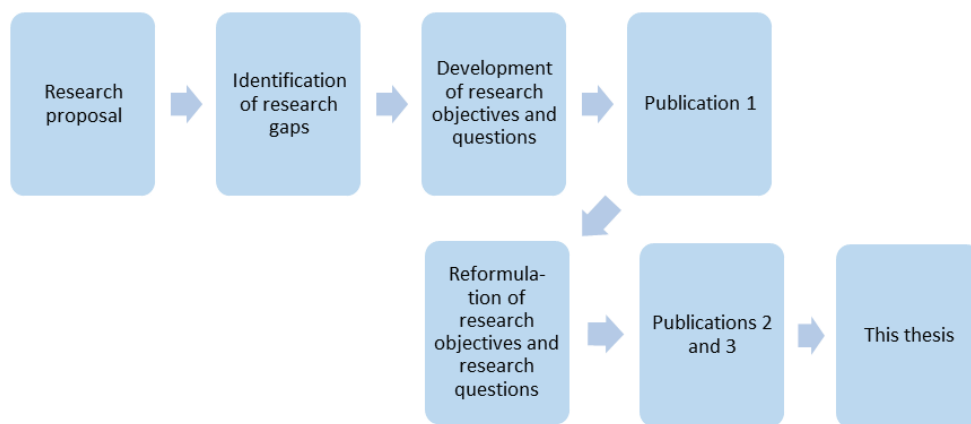 Research
proposal
Identification
of research
gaps
Development
of research
objectives and
questions
Publication 1
Reformula-
tion of
research
objectives and
research
questions
Publications 2
and 3
This thesis